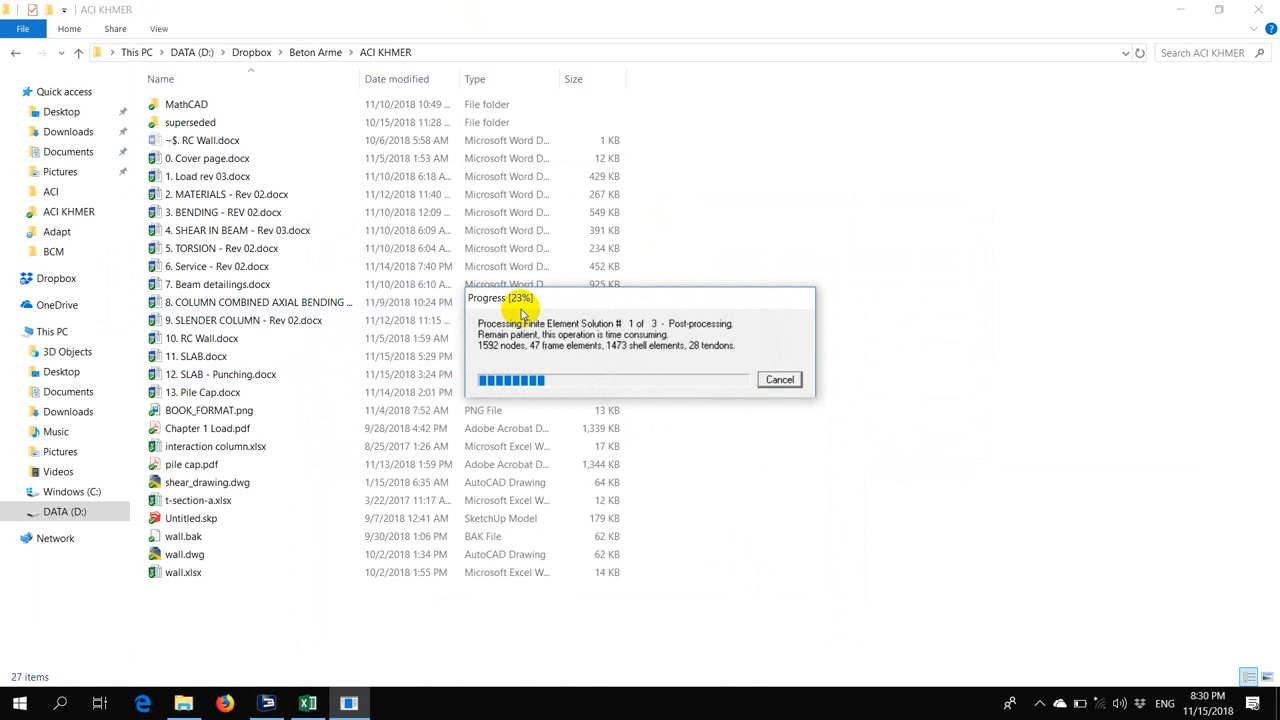 ACI KHMER
File Home Share View
This PC DATA (D:) Dropbox Beton Arme ACI KHMER
Search ACI KHMER
Name Date modified Type Size
Quick access
Desktop
Downloads
Documents
Pictures
ACI
ACI KHMER
Adapt
BCM
Dropbox
OneDrive
This PC
3D Objects
Desktop
Documents
Downloads
Music
Pictures
Videos
Windows (C:)
DATA (D:)
Network
MathCAD 11/10/2018 10:49 ... File folder
superseded 10/15/2018 11:28 ... File folder
~$. RC Wall.docx 10/6/2018 5:58 AM Microsoft Word D... 1 KB
0. Cover page.docx 11/5/2018 1:53 AM Microsoft Word D... 12 KB
1. Load rev 03.docx 11/10/2018 6:18 A... Microsoft Word D... 429 KB
2. MATERIALS - Rev 02.docx 11/12/2018 11:40 ... Microsoft Word D... 267 KB
3. BENDING - REV 02.docx 11/10/2018 12:09 ... Microsoft Word D... 549 KB
4. SHEAR IN BEAM - Rev 03.docx 11/10/2018 6:09 A... Microsoft Word D... 391 KB
5. TORSION - Rev 02.docx 11/10/2018 6:04 A... Microsoft Word D... 234 KB
6. Service - Rev 02.docx 11/14/2018 7:40 PM Microsoft Word D... 452 KB
7. Beam detailings.docx 11/10/2018 6:10 A... Microsoft Word D... 925 KB
8. COLUMN COMBINED AXIAL BENDING ... 11/9/2018 10:24 PM
9. SLENDER COLUMN - Rev 02.docx 11/12/2018 11:36 ...
10. RC Wall.docx 11/15/2018 1:59 AM
11. SLAB.docx 11/15/2018 5:29 PM
12. SLAB - Punching.docx 11/15/2018 3:24 PM
13. Pile Cap.docx 11/14/2018 2:01 PM
BOOK_FORMAT.png 11/4/2018 7:52 AM PNG File 13 KB
Chapter 1 Load.pdf 9/28/2018 4:42 PM Adobe Acrobat D... 1,339 KB
interaction column.xlsx 8/25/2017 1:26 AM Microsoft Excel W... 17 KB
pile cap.pdf 11/13/2018 1:59 PM Adobe Acrobat D... 1,344 KB
shear_drawing.dwg 1/15/2018 6:35 AM AutoCAD Drawing 64 KB
t-section-a.xlsx 3/22/2017 11:17 A... Microsoft Excel W... 12 KB
Untitled.skp 9/7/2018 12:41 AM SketchUp Model 179 KB
wall.bak 9/30/2018 1:06 PM BAK File 62 KB
wall.dwg 10/2/2018 1:34 PM AutoCAD Drawing 62 KB
wall.xlsx 10/2/2018 1:55 PM Microsoft Excel W... 14 KB
Progress [23%]
Processing Finite Element Solution # 1 of 3 - Post-processing.
Remain patient, this operation is time consuming.
1592 nodes, 47 frame elements, 1473 shell elements, 28 tendons.
Cancel
27 items
ENG
8:30 PM
11/15/2018